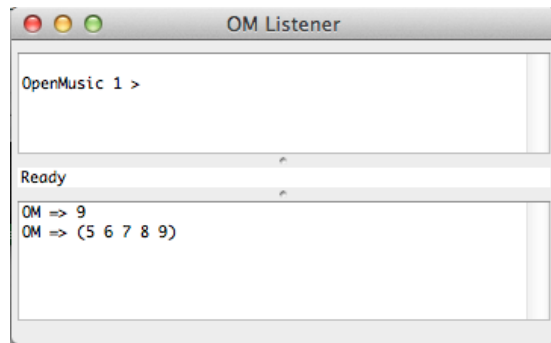 OM Listener
OpenMusic 1 >
Ready
OM => 9
OM => (5 6 7 8 9)